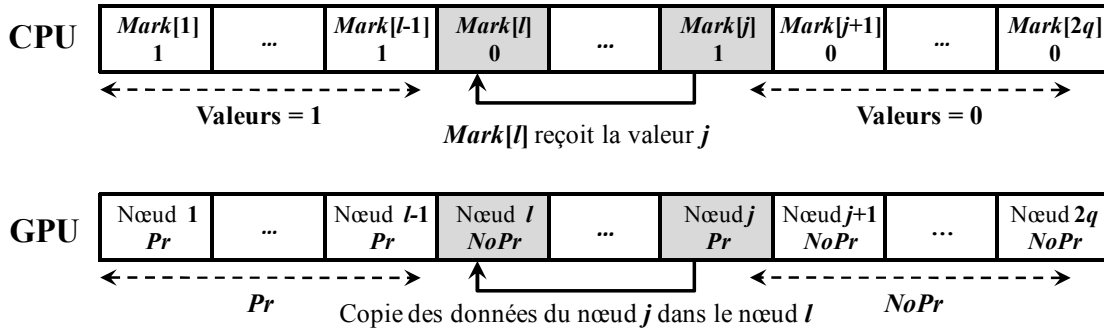 CPU Mark[1] ... Mark[l-1] Mark[l] ... Mark[j] Mark[j+1] ... Mark[2q]
1 1 0 1 0 0
Valeurs = 1 Valeurs = 0
Mark[l] reçoit la valeur j
GPU Nœud 1 ... Nœud l-1 Nœud l ... Nœud j Nœud j+1 ... Nœud 2q
Pr Pr NoPr Pr NoPr NoPr
Pr NoPr
Copie des données du nœud j dans le nœud l